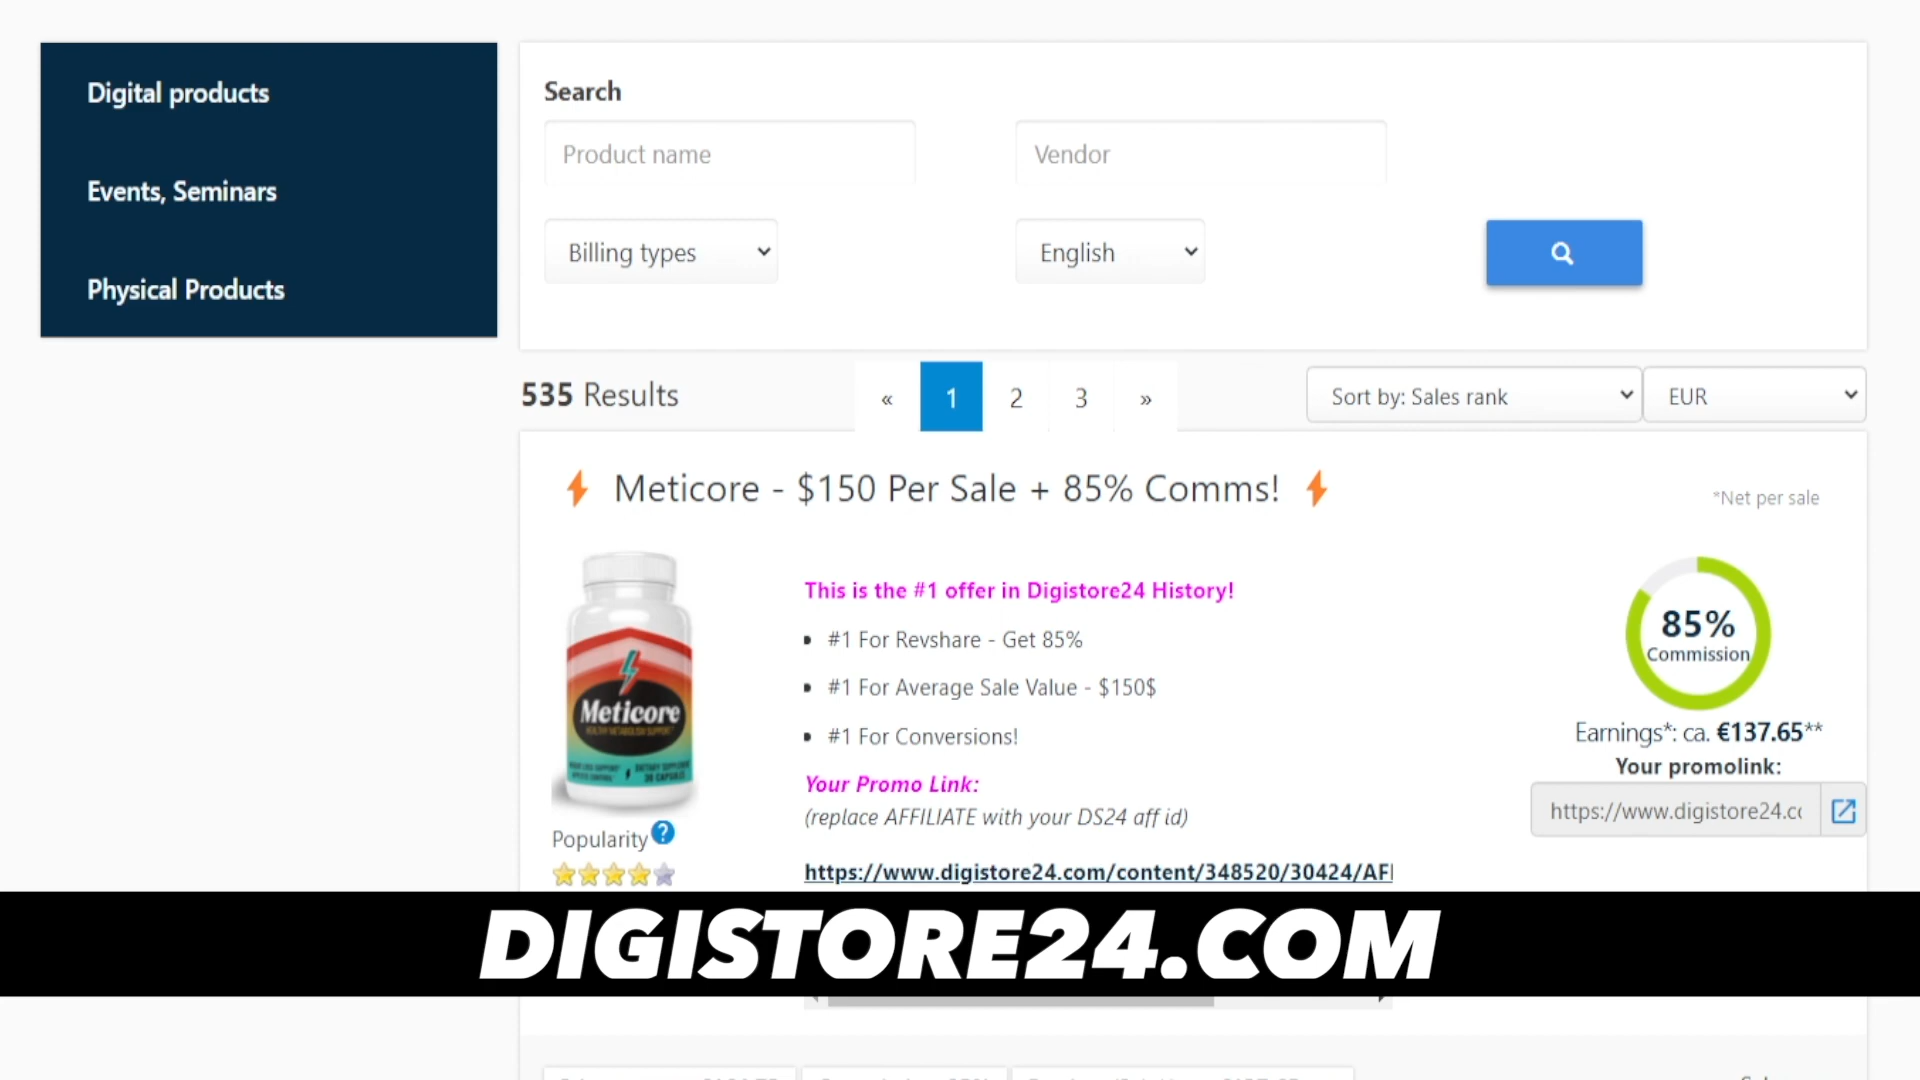 Digital products
Events, Seminars
Physical Products
Search
Product name
Vendor
Billing types
English
535 Results
«
1
2
3
»
Sort by: Sales rank
EUR
Meticore - $150 Per Sale + 85% Comms!
*Net per sale
This is the #1 offer in Digistore24 History!
• #1 For Revshare - Get 85%
• #1 For Average Sale Value - $150$
• #1 For Conversions!
Your Promo Link:
(replace AFFILIATE with your DS24 aff id)
https://www.digistore24.com/content/348520/30424/AF
Meticore
HEALTHY METABOLISM SUPPORT
Popularity
?
85%
Commission
Earnings*: ca. €137.65**
Your promolink:
https://www.digistore24.co
DIGISTORE24.COM